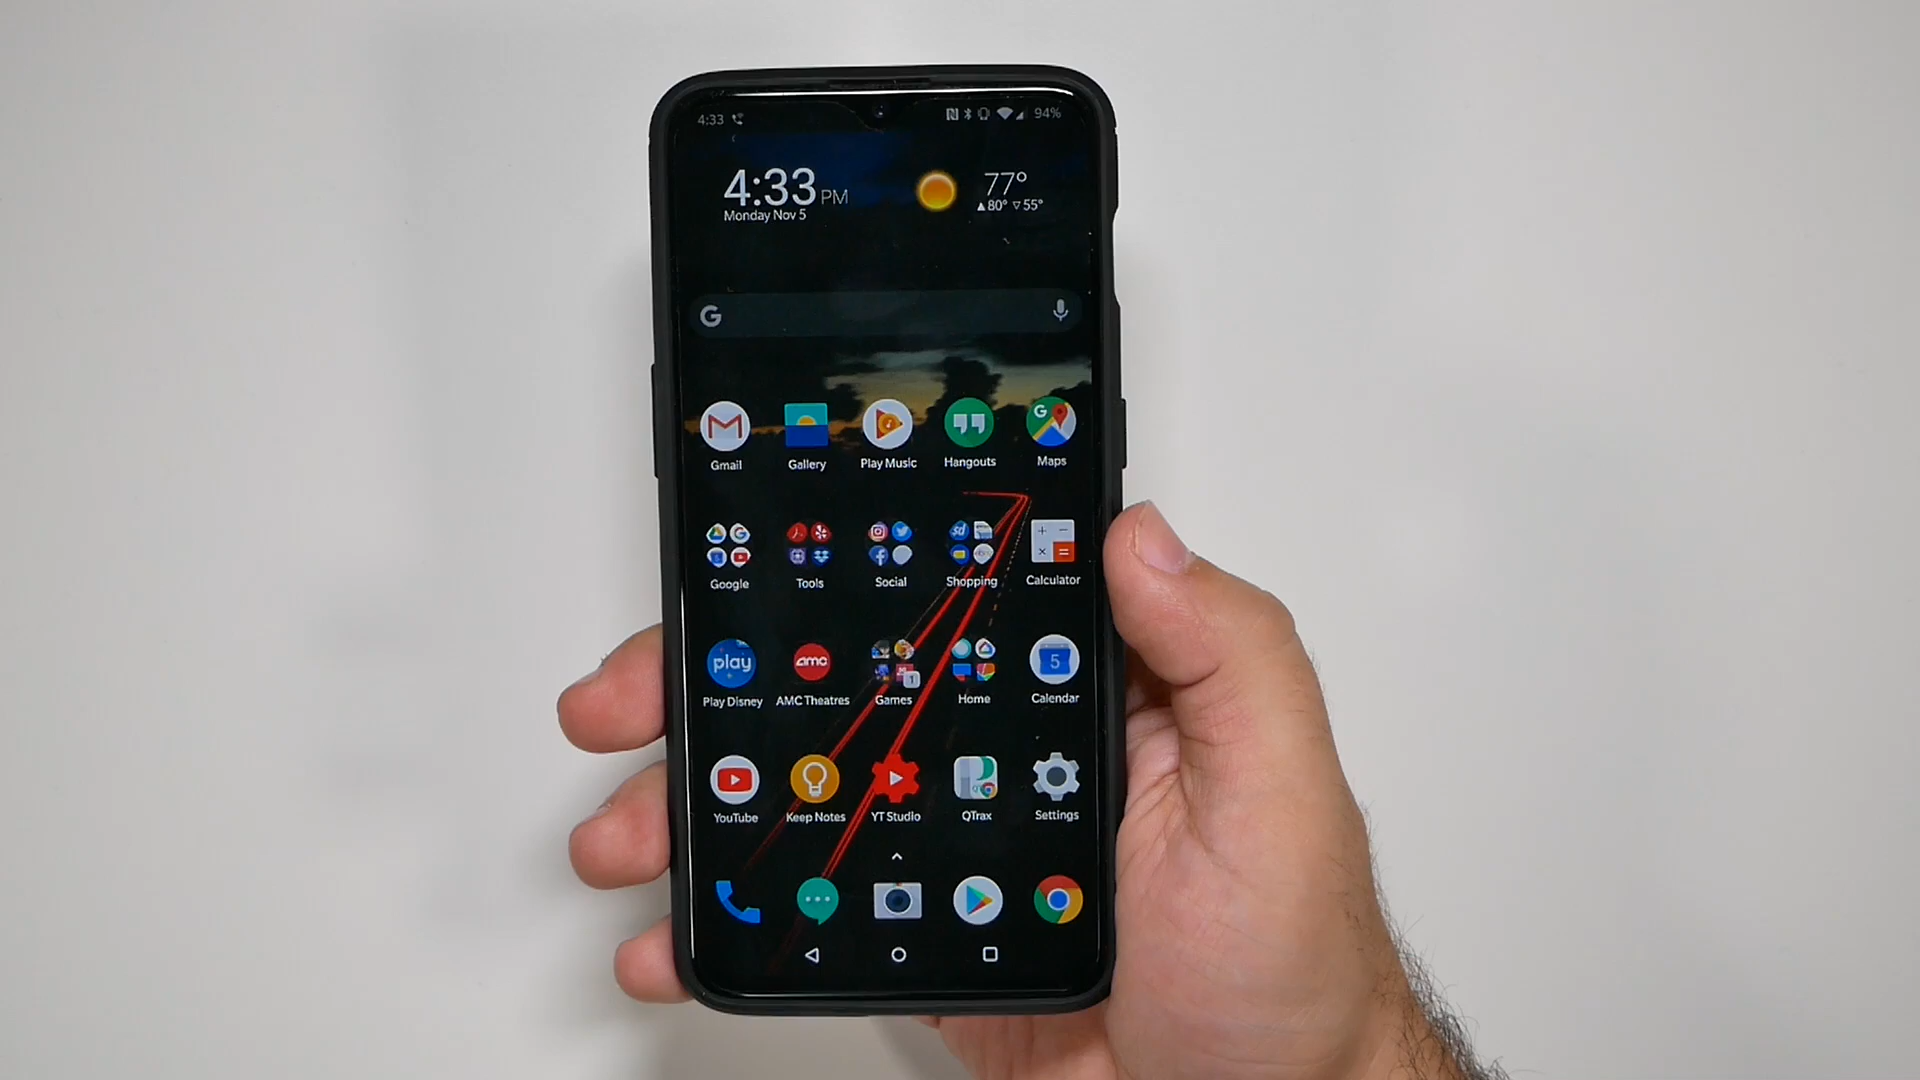 4:33 94%
4:33 PM 77°
Monday Nov 5 ▲80° ▽55°
G
Gmail Gallery Play Music Hangouts Maps
Google Tools Social Shopping Calculator
play amc 1 5
Play Disney AMC Theatres Games Home Calendar
YouTube Keep Notes YT Studio QTrax Settings